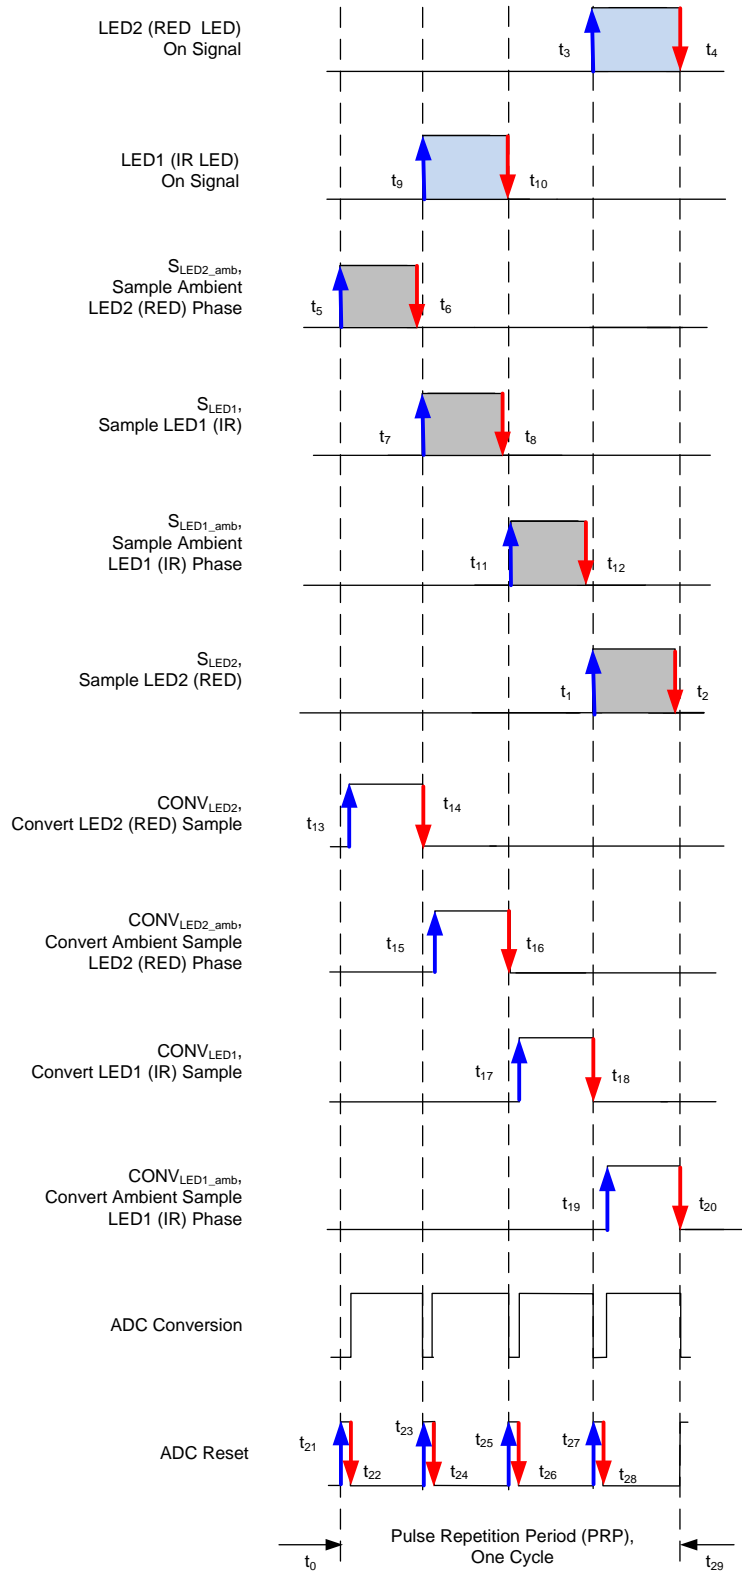 LED2 (RED LED)
On Signal
t3
t4
LED1 (IR LED)
On Signal
t9
t10
SLED2_amb,
Sample Ambient
LED2 (RED) Phase
t5
t6
SLED1,
Sample LED1 (IR)
t7
t8
SLED1_amb,
Sample Ambient
LED1 (IR) Phase
t11
t12
SLED2,
Sample LED2 (RED)
t1
t2
CONVLED2,
Convert LED2 (RED) Sample
t13
t14
CONVLED2_amb,
Convert Ambient Sample
LED2 (RED) Phase
t15
t16
CONVLED1,
Convert LED1 (IR) Sample
t17
t18
CONVLED1_amb,
Convert Ambient Sample
LED1 (IR) Phase
t19
t20
ADC Conversion
ADC Reset
t21
t22
t23
t24
t25
t26
t27
t28
t0
Pulse Repetition Period (PRP),
One Cycle
t29